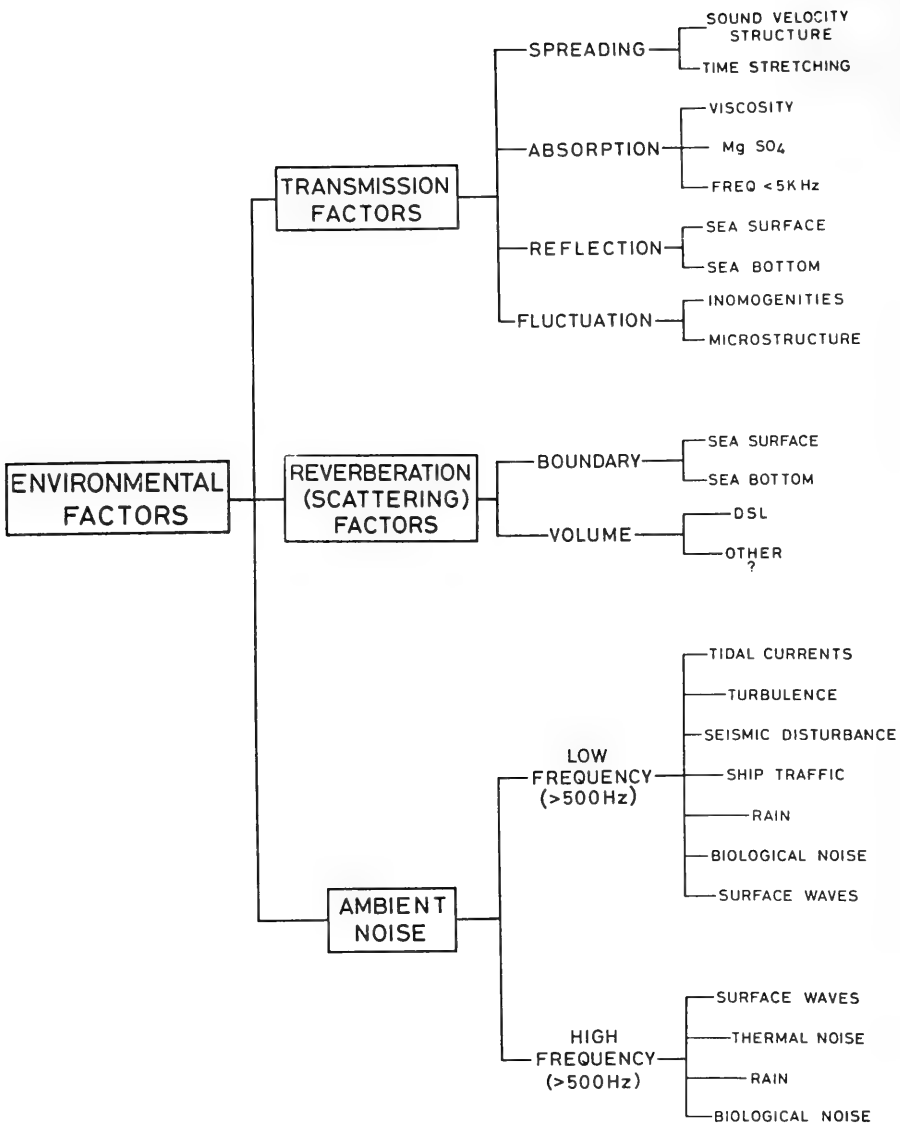 ENVIRONMENTAL
FACTORS
TRANSMISSION
FACTORS
SPREADING
SOUND VELOCITY
STRUCTURE
TIME STRETCHING
ABSORPTION
VISCOSITY
Mg SO4
FREQ <5KHz
REFLECTION
SEA SURFACE
SEA BOTTOM
FLUCTUATION
INOMOGENITIES
MICROSTRUCTURE
REVERBERATION
(SCATTERING)
FACTORS
BOUNDARY
SEA SURFACE
SEA BOTTOM
VOLUME
DSL
OTHER
?
AMBIENT
NOISE
LOW
FREQUENCY
(>500Hz)
TIDAL CURRENTS
TURBULENCE
SEISMIC DISTURBANCE
SHIP TRAFFIC
RAIN
BIOLOGICAL NOISE
SURFACE WAVES
HIGH
FREQUENCY
(>500Hz)
SURFACE WAVES
THERMAL NOISE
RAIN
BIOLOGICAL NOISE